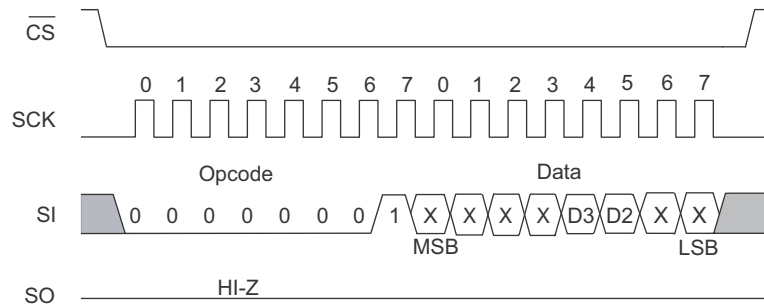 CS
0 1 2 3 4 5 6 7 0 1 2 3 4 5 6 7
SCK
Opcode Data
SI 0 0 0 0 0 0 0 1 X X X X D3 D2 X X
MSB LSB
HI-Z
SO